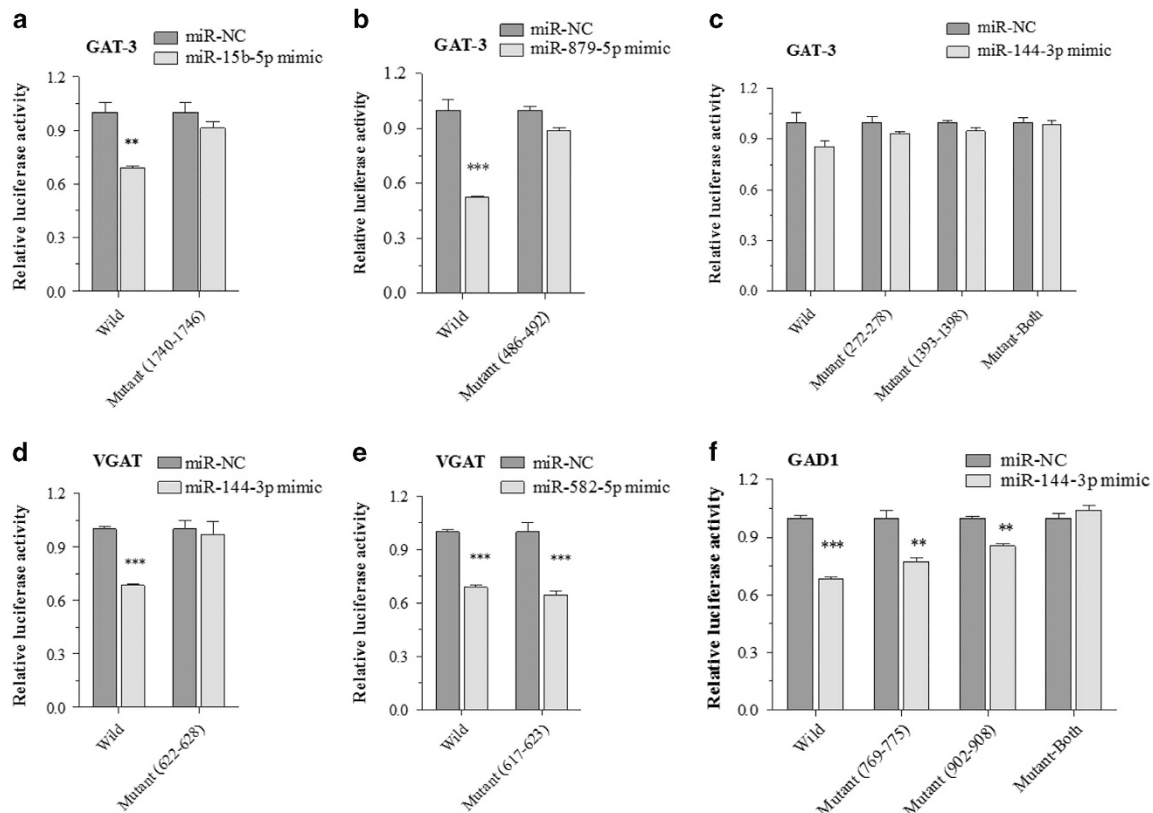 a
GAT-3
miR-NC
miR-15b-5p mimic
Relative luciferase activity
1.2
0.9
0.6
0.3
0.0
**
Wild
Mutant (1740-1746)
b
GAT-3
miR-NC
miR-879-5p mimic
Relative luciferase activity
1.2
0.9
0.6
0.3
0.0
***
Wild
Mutant (486-492)
c
GAT-3
miR-NC
miR-144-3p mimic
Relative luciferase activity
1.2
0.9
0.6
0.3
0.0
Wild
Mutant (272-278)
Mutant (1393-1398)
Mutant-Both
d
VGAT
miR-NC
miR-144-3p mimic
Relative luciferase activity
1.2
0.9
0.6
0.3
0.0
***
Wild
Mutant (622-628)
e
VGAT
miR-NC
miR-582-5p mimic
Relative luciferase activity
1.2
0.9
0.6
0.3
0.0
***
***
Wild
Mutant (617-623)
f
GAD1
miR-NC
miR-144-3p mimic
Relative luciferase activity
1.2
0.9
0.6
0.3
0.0
***
**
**
Wild
Mutant (769-775)
Mutant (902-908)
Mutant-Both